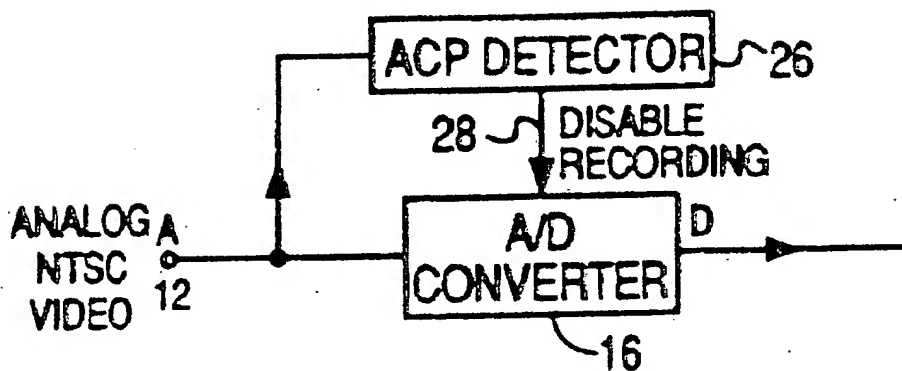 ACP DETECTOR
26
28
DISABLE
RECORDING
ANALOG
NTSC
VIDEO
A
12
A/D
CONVERTER
D
16